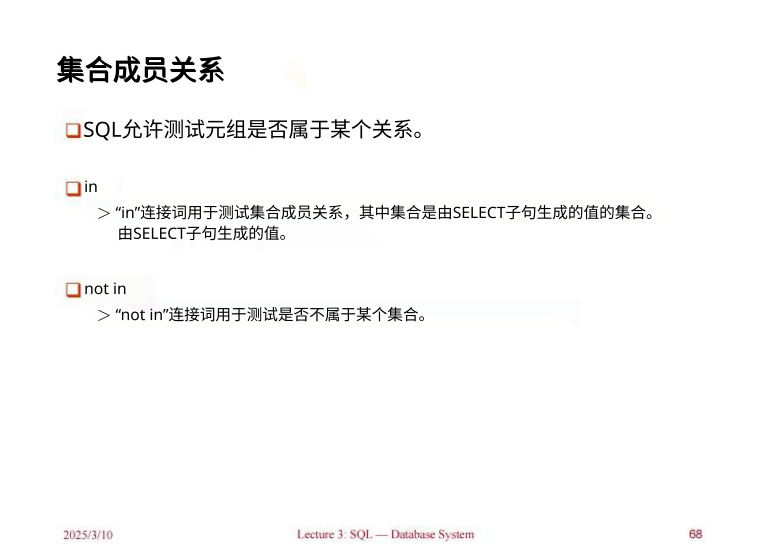 集合成员关系
❑SQL允许测试元组是否属于某个关系。
❑in
＞“in”连接词用于测试集合成员关系，其中集合是由SELECT子句生成的值的集合。
由SELECT子句生成的值。
❑not in
＞“not in”连接词用于测试是否不属于某个集合。
2025/3/10 Lecture 3: SQL — Database System 68